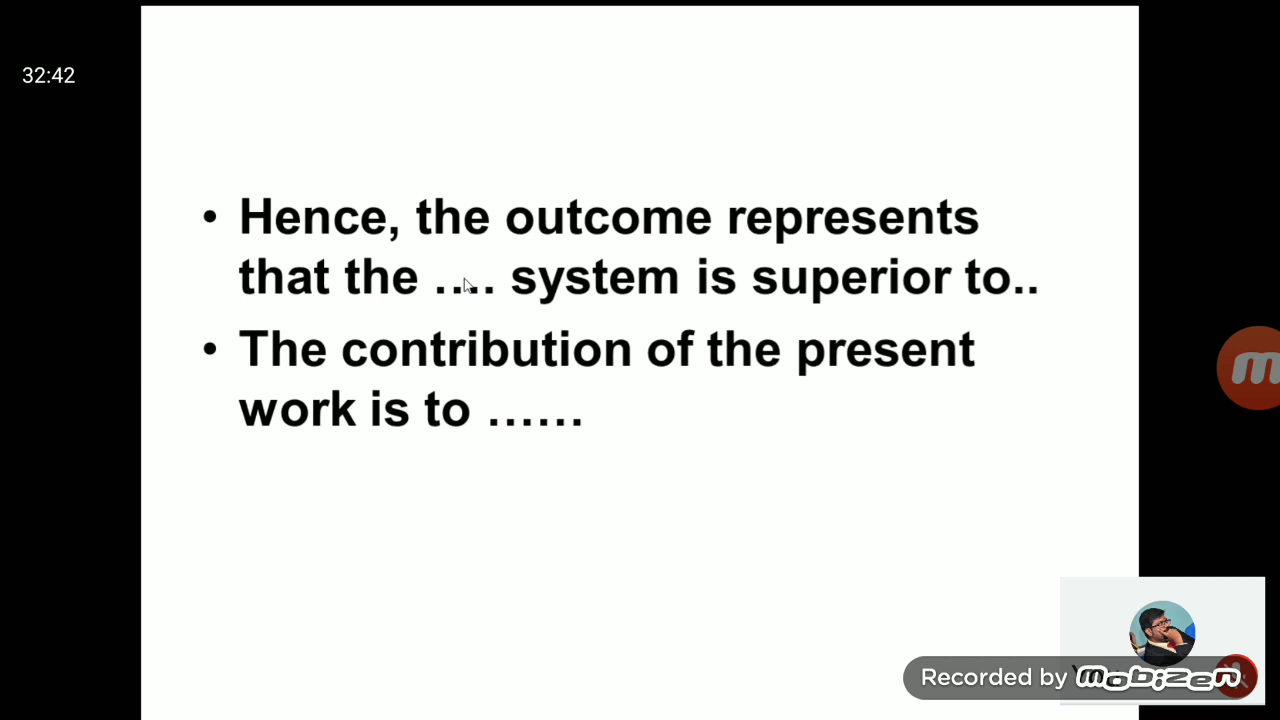 32:42
• Hence, the outcome represents
that the .... system is superior to..
• The contribution of the present
work is to ......
Recorded by mobizen